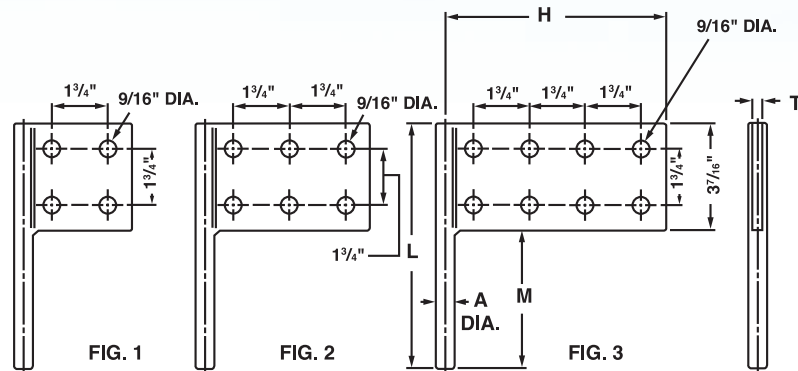 H
9/16" DIA.
1³/₄"
9/16" DIA.
1³/₄"
1³/₄"
9/16" DIA.
1³/₄"
1³/₄"
1³/₄"
T
1³/₄"
1³/₄"
3⁷/₁₆"
1³/₄"
L
A
DIA.
M
FIG. 1
FIG. 2
FIG. 3